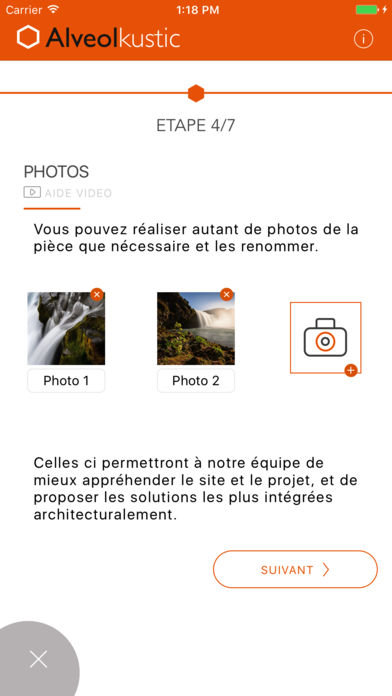 Carrier 1:18 PM
Alveolkustic
ETAPE 4/7
PHOTOS
AIDE VIDEO
Vous pouvez réaliser autant de photos de la
pièce que nécessaire et les renommer.
Photo 1 Photo 2
Celles ci permettront à notre équipe de
mieux appréhender le site et le projet, et de
proposer les solutions les plus intégrées
architecturalement.
SUIVANT